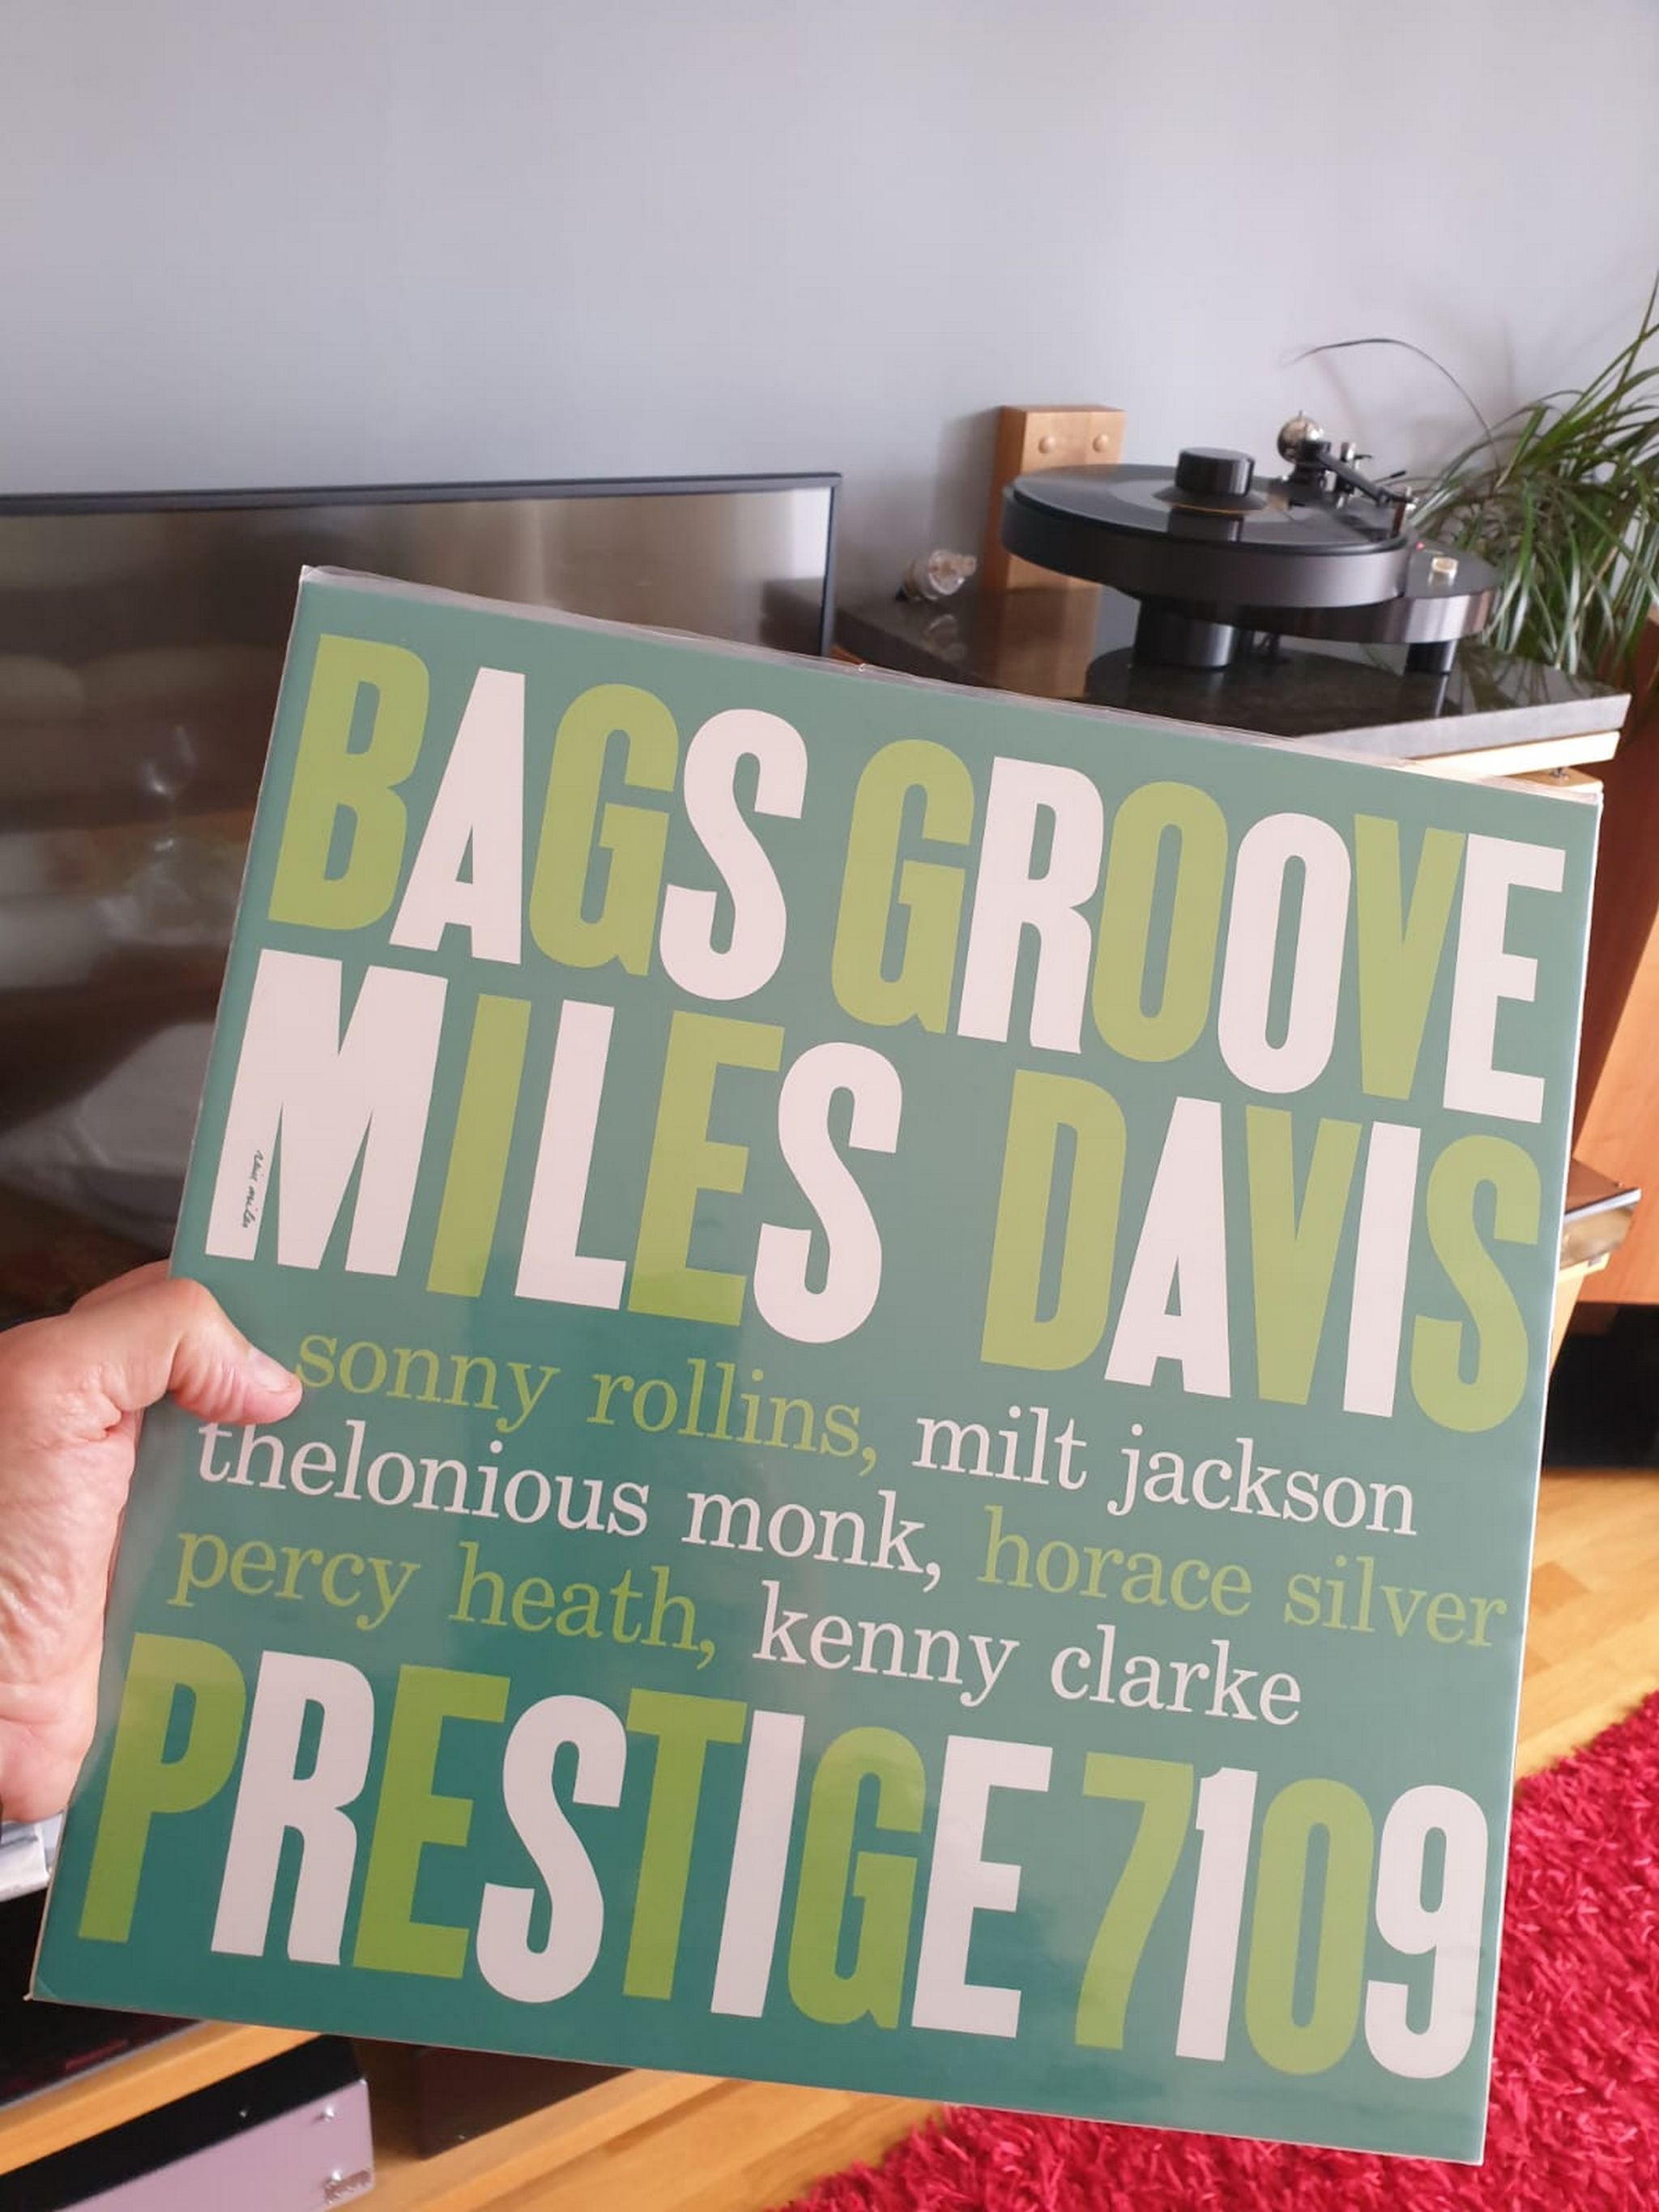 BAGS GROOVE
MILES DAVIS
sonny rollins, milt jackson
thelonious monk, horace silver
percy heath, kenny clarke
PRESTIGE 7109